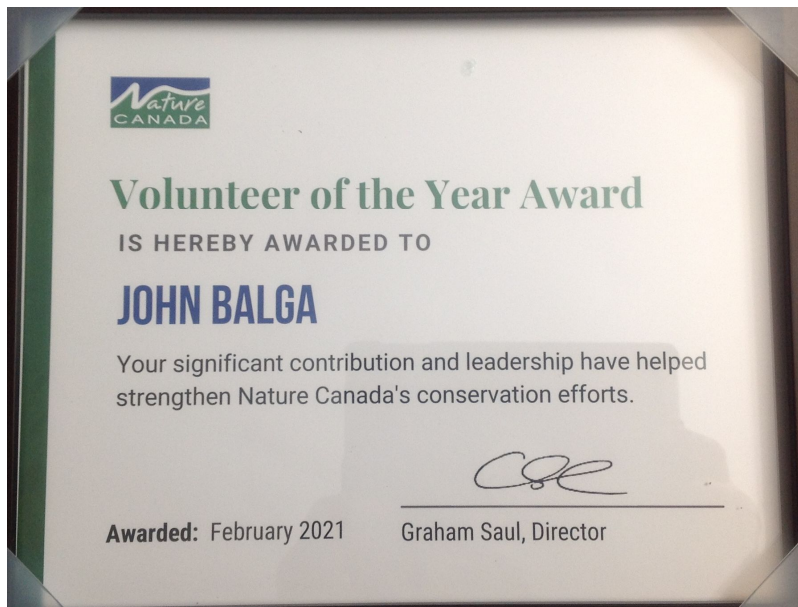 Nature
CANADA
Volunteer of the Year Award
IS HEREBY AWARDED TO
JOHN BALGA
Your significant contribution and leadership have helped
strengthen Nature Canada's conservation efforts.
Awarded: February 2021
Graham Saul, Director